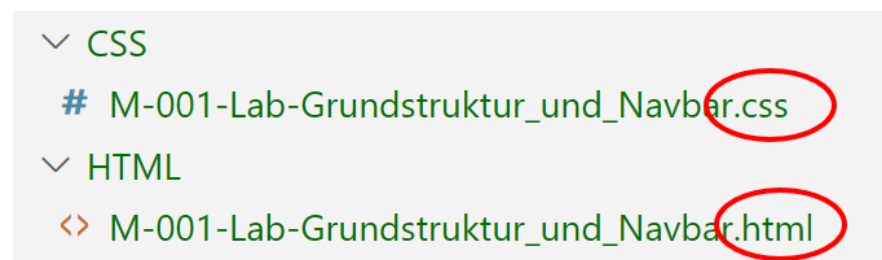 CSS
# M-001-Lab-Grundstruktur_und_Navbar.css
HTML
<> M-001-Lab-Grundstruktur_und_Navbar.html